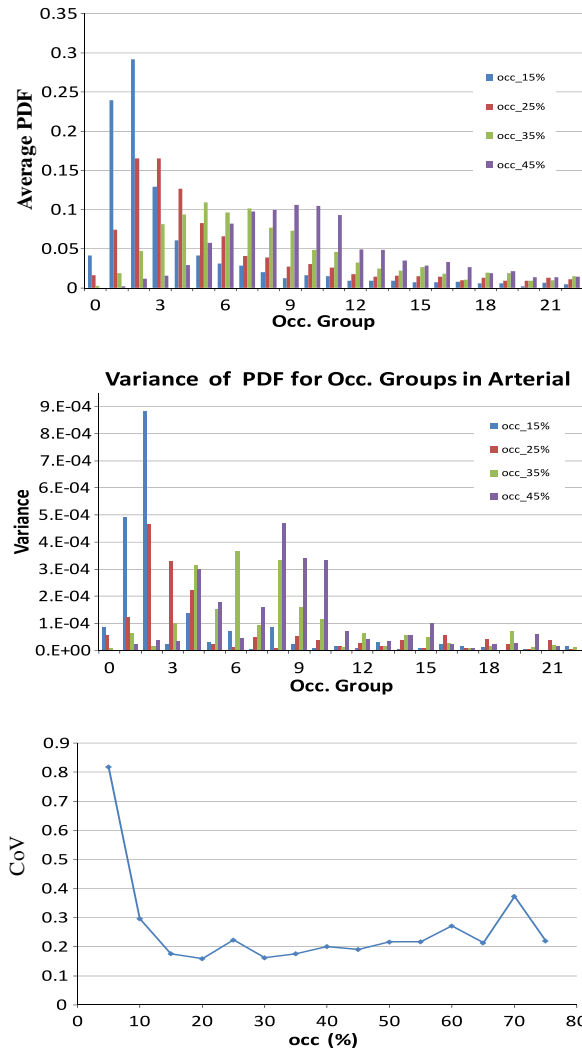 0.35
0.3
0.25
0.2
0.15
0.1
0.05
0
Average PDF
occ_15%
occ_25%
occ_35%
occ_45%
0 3 6 9 12 15 18 21
Occ. Group
Variance of PDF for Occ. Groups in Arterial
9.E-04
8.E-04
7.E-04
6.E-04
5.E-04
4.E-04
3.E-04
2.E-04
1.E-04
0.E+00
Variance
occ_15%
occ_25%
occ_35%
occ_45%
0 3 6 9 12 15 18 21
Occ. Group
0.9
0.8
0.7
0.6
0.5
0.4
0.3
0.2
0.1
0
CoV
0 10 20 30 40 50 60 70 80
occ (%)